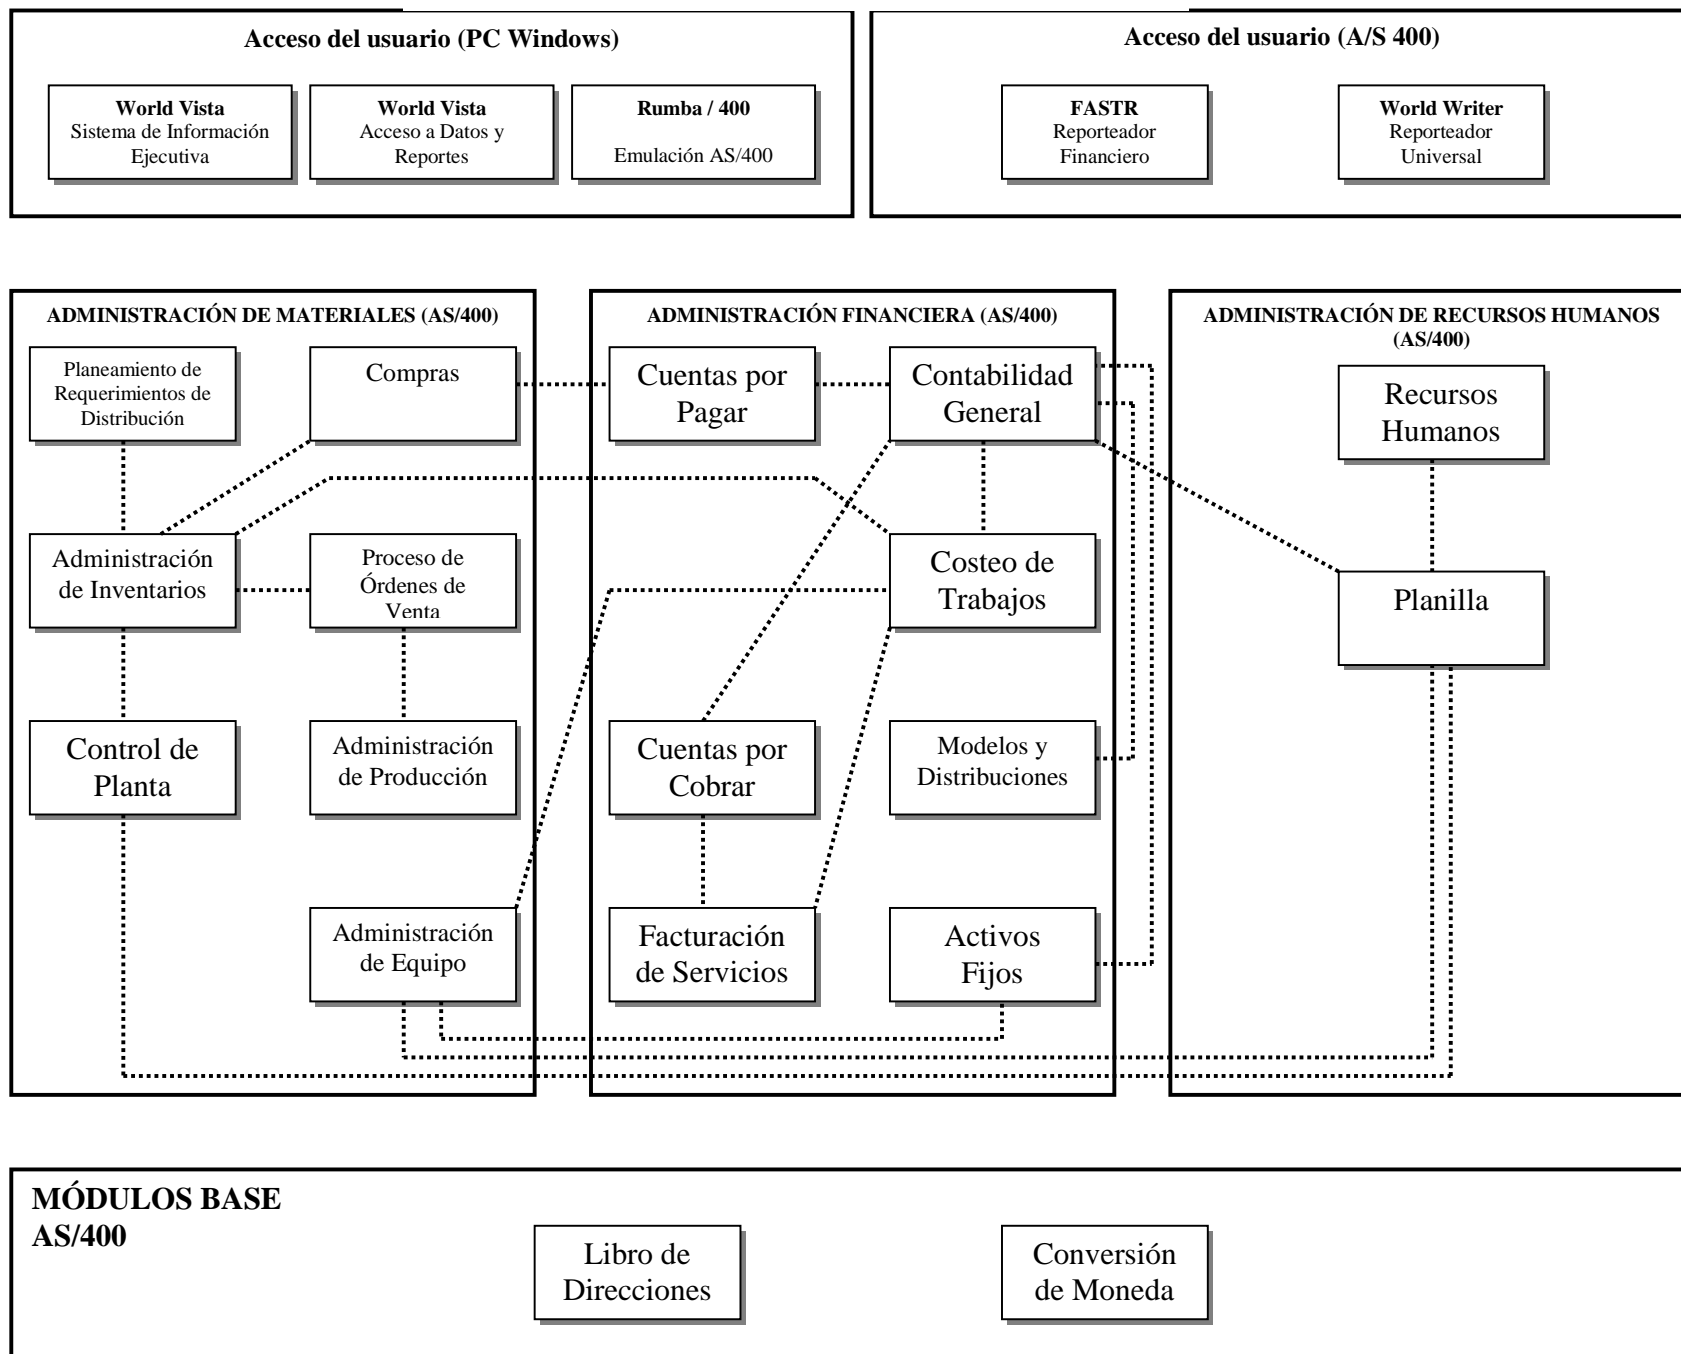 Acceso del usuario (PC Windows)
World Vista
Sistema de Información
Ejecutiva
World Vista
Acceso a Datos y
Reportes
Rumba / 400
Emulación AS/400
Acceso del usuario (A/S 400)
FASTR
Reporteador
Financiero
World Writer
Reporteador
Universal
ADMINISTRACIÓN DE MATERIALES (AS/400)
Planeamiento de
Requerimientos de
Distribución
Compras
Administración
de Inventarios
Proceso de
Órdenes de
Venta
Control de
Planta
Administración
de Producción
Administración
de Equipo
ADMINISTRACIÓN FINANCIERA (AS/400)
Cuentas por
Pagar
Contabilidad
General
Costeo de
Trabajos
Cuentas por
Cobrar
Modelos y
Distribuciones
Facturación
de Servicios
Activos
Fijos
ADMINISTRACIÓN DE RECURSOS HUMANOS
(AS/400)
Recursos
Humanos
Planilla
MÓDULOS BASE
AS/400
Libro de
Direcciones
Conversión
de Moneda